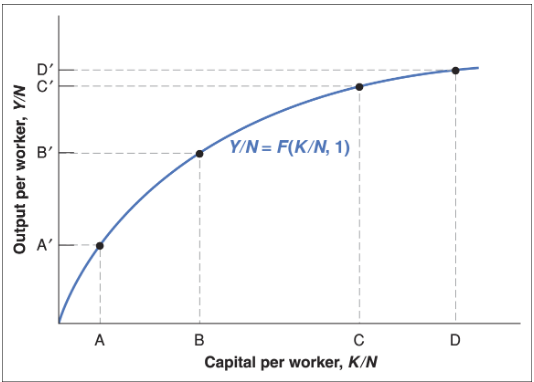 D′
C′
B′
A′
Output per worker, Y/N
Y/N = F(K/N, 1)
A B C D
Capital per worker, K/N